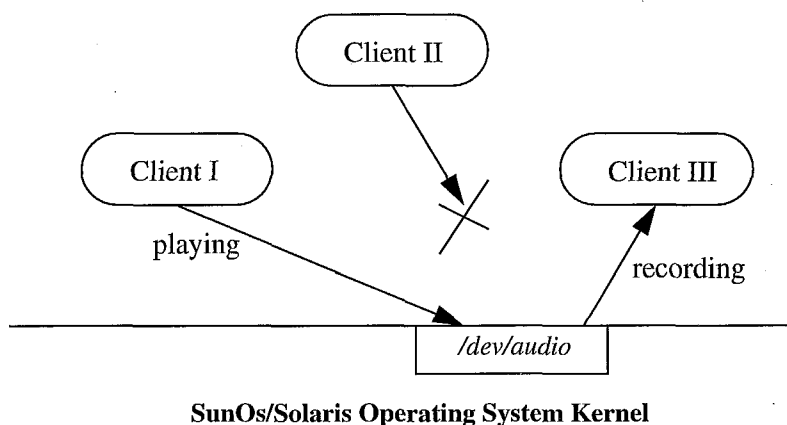 Client II
Client I
Client III
playing
recording
/dev/audio
SunOs/Solaris Operating System Kernel